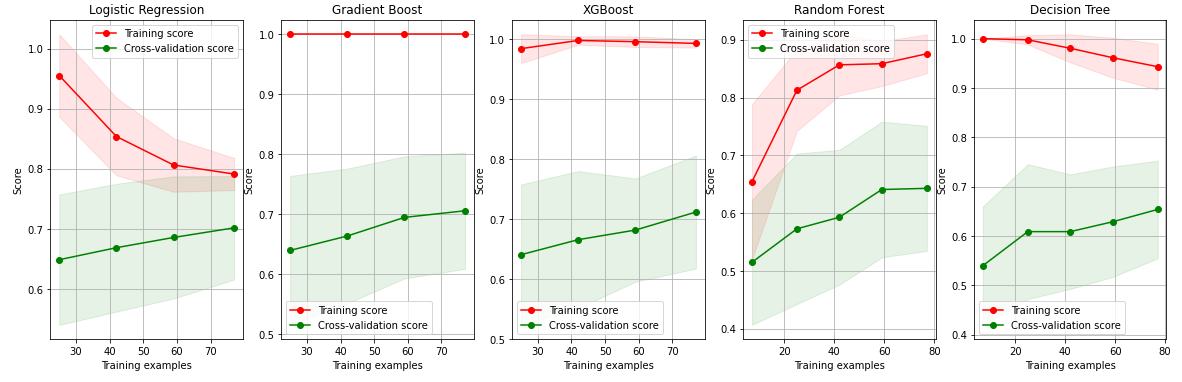 Logistic Regression
Score
1.0
0.9
0.8
0.7
0.6
30 40 50 60 70
Training examples
Training score
Cross-validation score
Gradient Boost
Score
1.0
0.9
0.8
0.7
0.6
0.5
30 40 50 60 70
Training examples
Training score
Cross-validation score
XGBoost
1.0
0.9
0.8
0.7
0.6
0.5
30 40 50 60 70
Training examples
Training score
Cross-validation score
Random Forest
Score
0.9
0.8
0.7
0.6
0.5
0.4
20 40 60 80
Training examples
Training score
Cross-validation score
Decision Tree
Score
1.0
0.9
0.8
0.7
0.6
0.5
0.4
20 40 60 80
Training examples
Training score
Cross-validation score